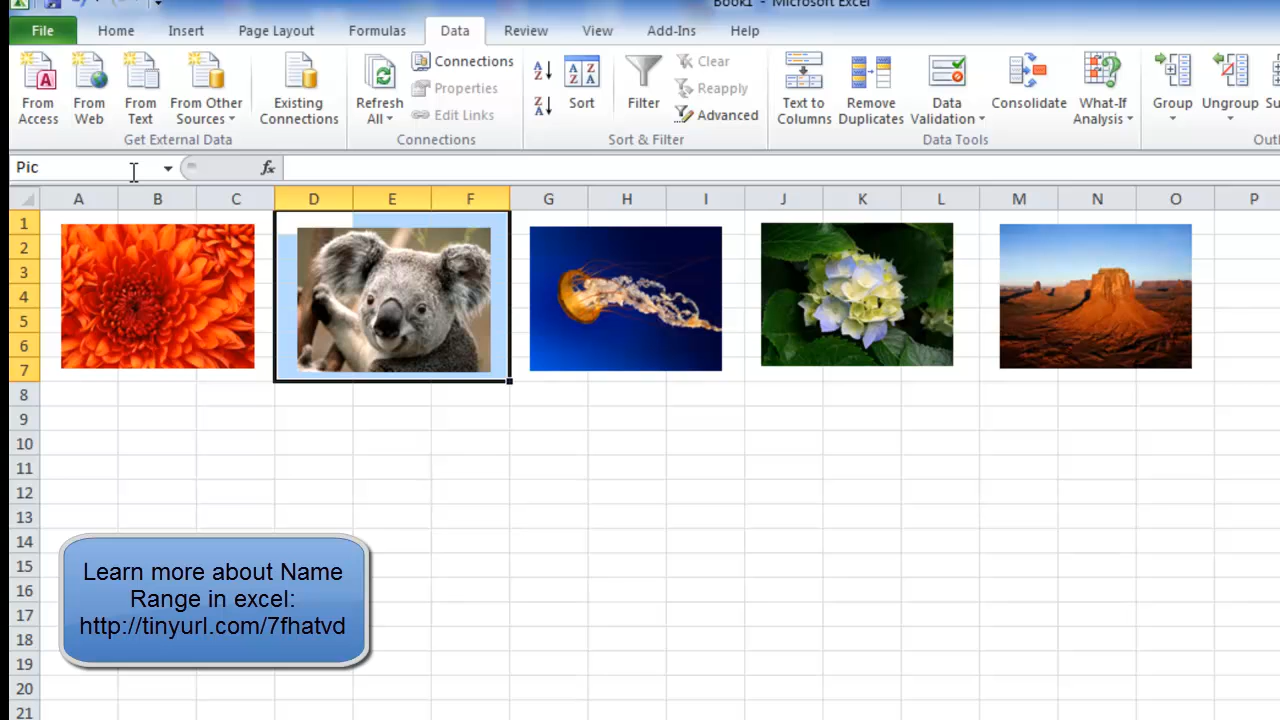 Book1 - Microsoft Excel
File Home Insert Page Layout Formulas Data Review View Add-Ins Help
From Access
From Web
From Text
From Other Sources
Existing Connections
Get External Data
Refresh All
Connections
Properties
Edit Links
Connections
Sort
Filter
Clear
Reapply
Advanced
Sort & Filter
Text to Columns
Remove Duplicates
Data Validation
Consolidate
What-If Analysis
Data Tools
Group
Ungroup
Pic
fx
A B C D E F G H I J K L M N O P
1
2
3
4
5
6
7
8
9
10
11
12
13
14
15
16
17
18
19
20
21
Learn more about Name
Range in excel:
http://tinyurl.com/7fhatvd